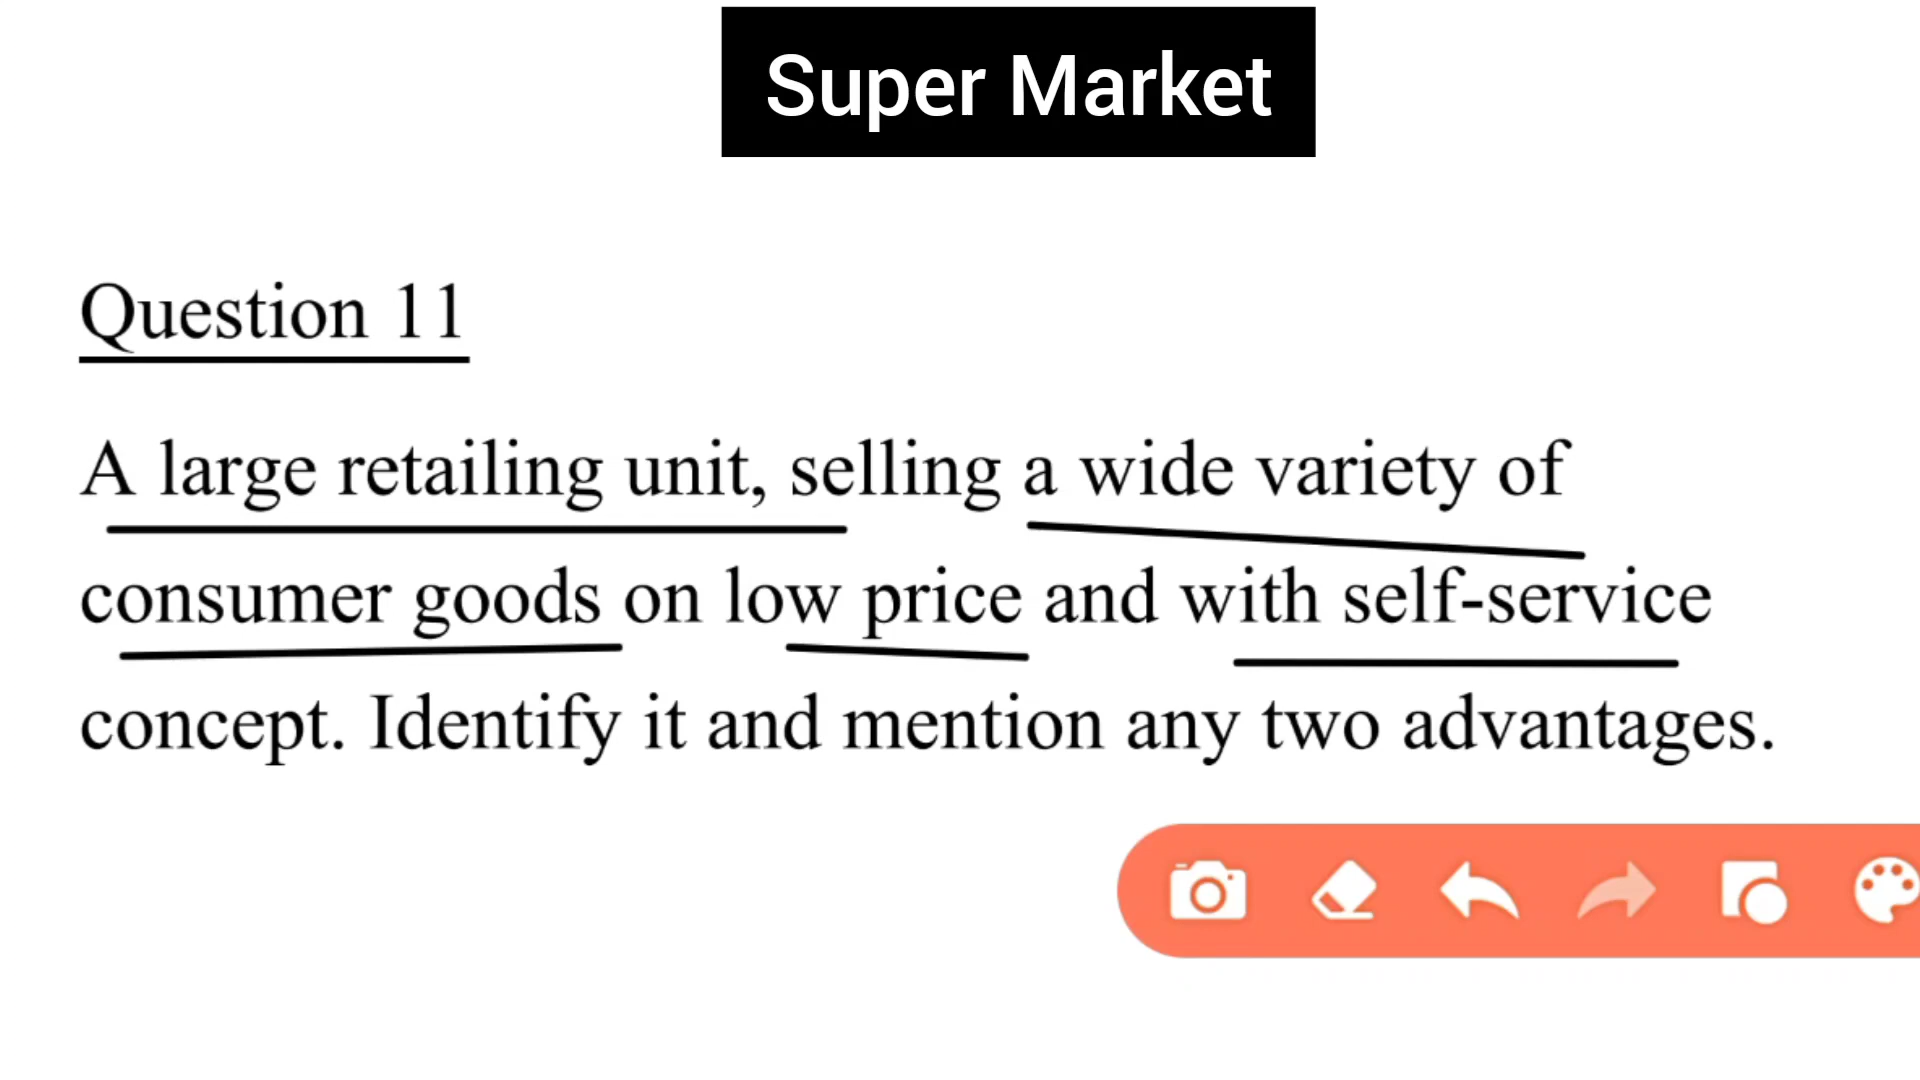 Super Market
Question 11
A large retailing unit, selling a wide variety of
consumer goods on low price and with self-service
concept. Identify it and mention any two advantages.